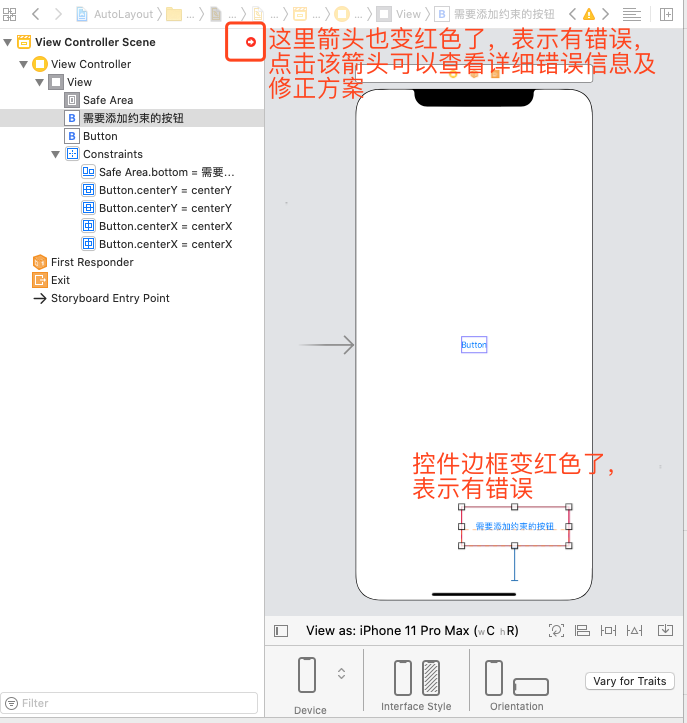 AutoLayout ... ... ... ... ... View 需要添加约束的按钮
View Controller Scene
这里箭头也变红色了，表示有错误，
点击该箭头可以查看详细错误信息及
修正方案
View Controller
View
Safe Area
B 需要添加约束的按钮
B Button
Constraints
Safe Area.bottom = 需要...
Button.centerY = centerY
Button.centerY = centerY
Button.centerX = centerX
Button.centerX = centerX
First Responder
Exit
Storyboard Entry Point
Button
控件边框变红色了，
表示有错误
需要添加约束的按钮
View as: iPhone 11 Pro Max (wC hR)
Device
Interface Style
Orientation
Vary for Traits
Filter